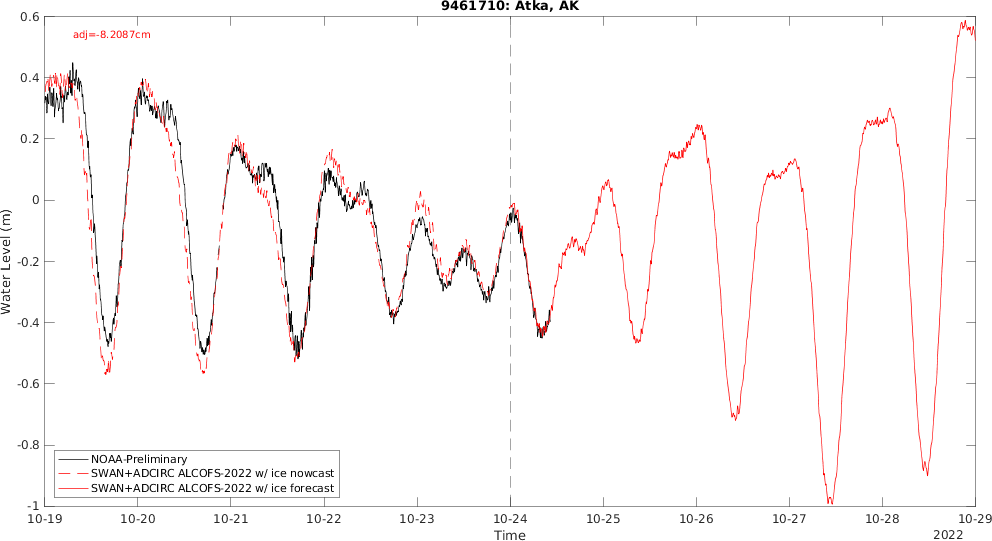 9461710: Atka, AK
adj=-8.2087cm
0.6
0.4
0.2
0
-0.2
-0.4
-0.6
-0.8
-1
Water Level (m)
NOAA-Preliminary
SWAN+ADCIRC ALCOFS-2022 w/ ice nowcast
SWAN+ADCIRC ALCOFS-2022 w/ ice forecast
10-19 10-20 10-21 10-22 10-23 10-24 10-25 10-26 10-27 10-28 10-29
Time
2022